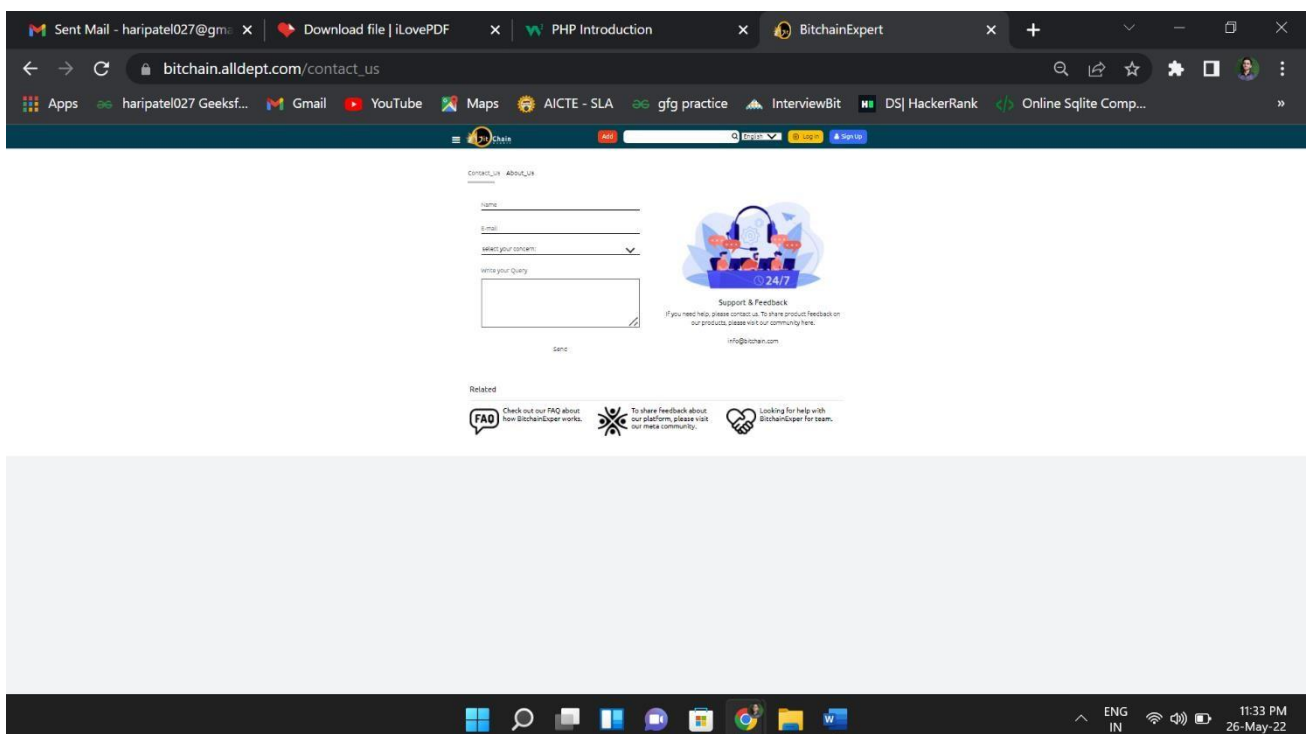 Sent Mail - haripatel027@gma
Download file | iLovePDF
PHP Introduction
BitchainExpert
bitchain.alldept.com/contact_us
Apps
haripatel027 Geeksf...
Gmail
YouTube
Maps
AICTE - SLA
gfg practice
InterviewBit
DS| HackerRank
Online Sqlite Comp...
»
Bit Chain
Add
English
Log in
Sign Up
Contact_Us About_Us
Name
E-mail
select your concern:
Write your Query
Send
24/7
Support & Feedback
If you need help, please contact us. To share product feedback on
our products, please visit our community here.
info@bitchain.com
Related
FAQ
Check out our FAQ about
how BitchainExper works.
To share feedback about
our platform, please visit
our meta community.
Looking for help with
BitchainExper for team.
ENG
IN
11:33 PM
26-May-22